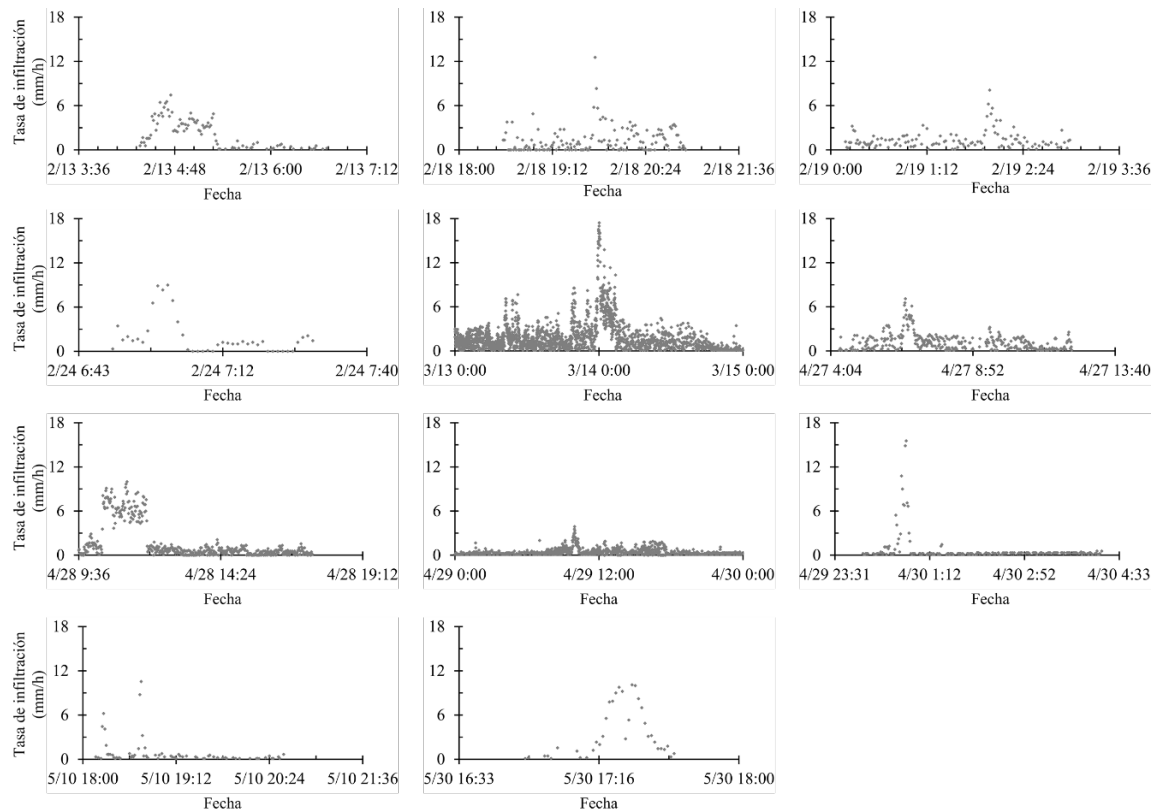 Tasa de infiltración
(mm/h)
18
12
6
0
2/13 3:36 2/13 4:48 2/13 6:00 2/13 7:12
Fecha
18
12
6
0
2/18 18:00 2/18 19:12 2/18 20:24 2/18 21:36
Fecha
18
12
6
0
2/19 0:00 2/19 1:12 2/19 2:24 2/19 3:36
Fecha
Tasa de infiltración
(mm/h)
18
12
6
0
2/24 6:43 2/24 7:12 2/24 7:40
Fecha
18
12
6
0
3/13 0:00 3/14 0:00 3/15 0:00
Fecha
18
12
6
0
4/27 4:04 4/27 8:52 4/27 13:40
Fecha
Tasa de infiltración
(mm/h)
18
12
6
0
4/28 9:36 4/28 14:24 4/28 19:12
Fecha
18
12
6
0
4/29 0:00 4/29 12:00 4/30 0:00
Fecha
18
12
6
0
4/29 23:31 4/30 1:12 4/30 2:52 4/30 4:33
Fecha
Tasa de infiltración
(mm/h)
18
12
6
0
5/10 18:00 5/10 19:12 5/10 20:24 5/10 21:36
Fecha
18
12
6
0
5/30 16:33 5/30 17:16 5/30 18:00
Fecha